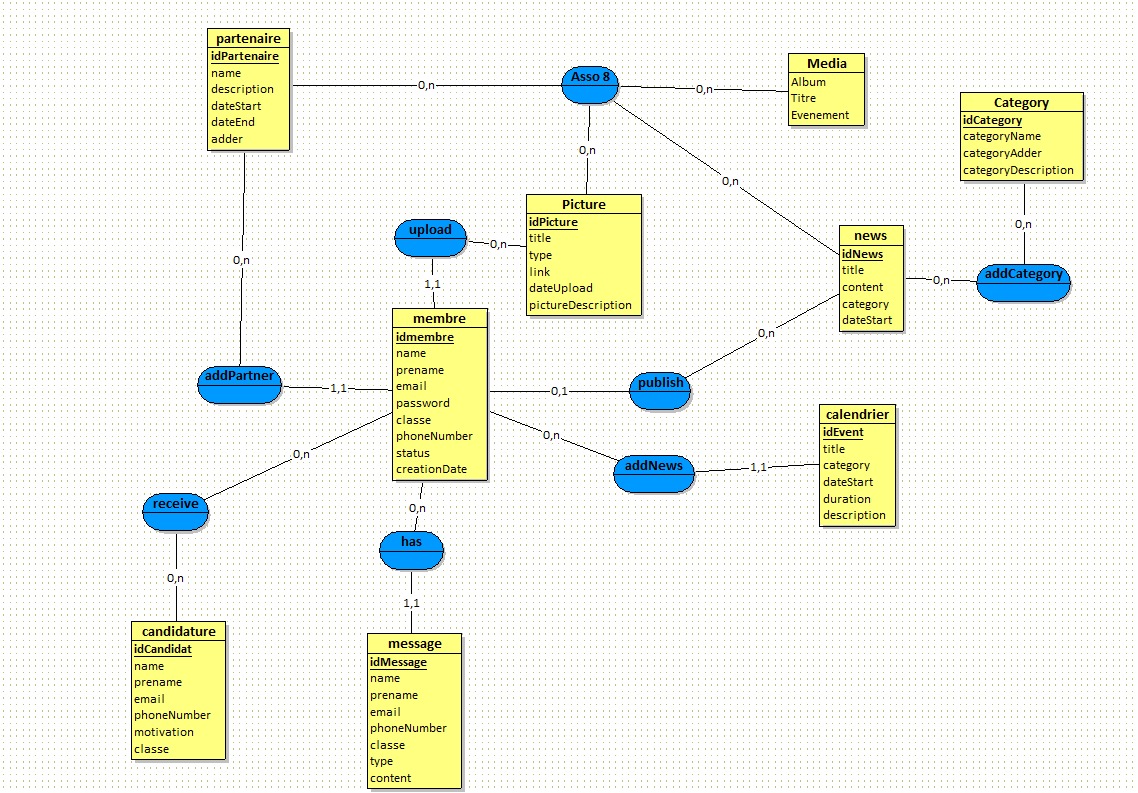 partenaire
idPartenaire
name
description
dateStart
dateEnd
adder
0,n
Asso 8
0,n
Media
Album
Titre
Evenement
Category
idCategory
categoryName
categoryAdder
categoryDescription
0,n
0,n
Picture
idPicture
title
type
link
dateUpload
pictureDescription
upload
0,n
1,1
0,n
news
idNews
title
content
category
dateStart
0,n
0,n
addCategory
membre
idmembre
name
prename
email
password
classe
phoneNumber
status
creationDate
addPartner
1,1
0,1
publish
0,n
0,n
addNews
1,1
calendrier
idEvent
title
category
dateStart
duration
description
0,n
receive
0,n
has
0,n
1,1
candidature
idCandidat
name
prename
email
phoneNumber
motivation
classe
message
idMessage
name
prename
email
phoneNumber
classe
type
content